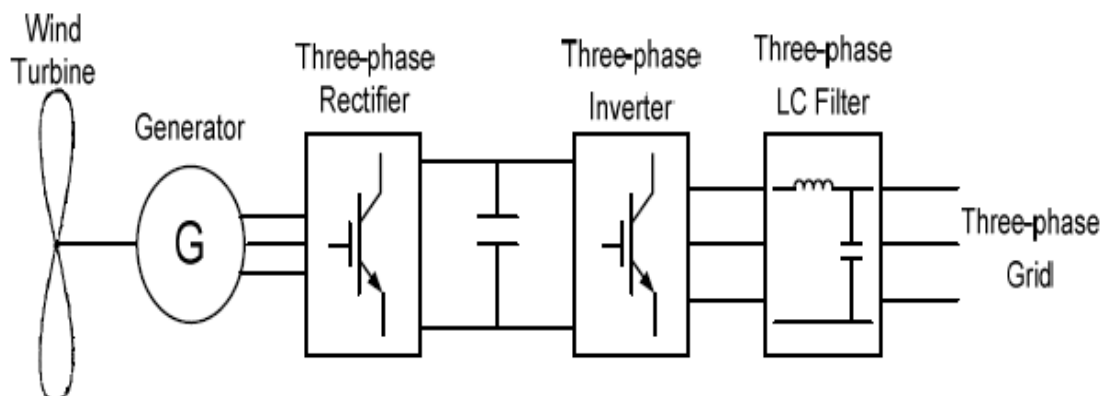 Wind
Turbine
Generator
G
Three-phase
Rectifier
Three-phase
Inverter
Three-phase
LC Filter
Three-phase
Grid